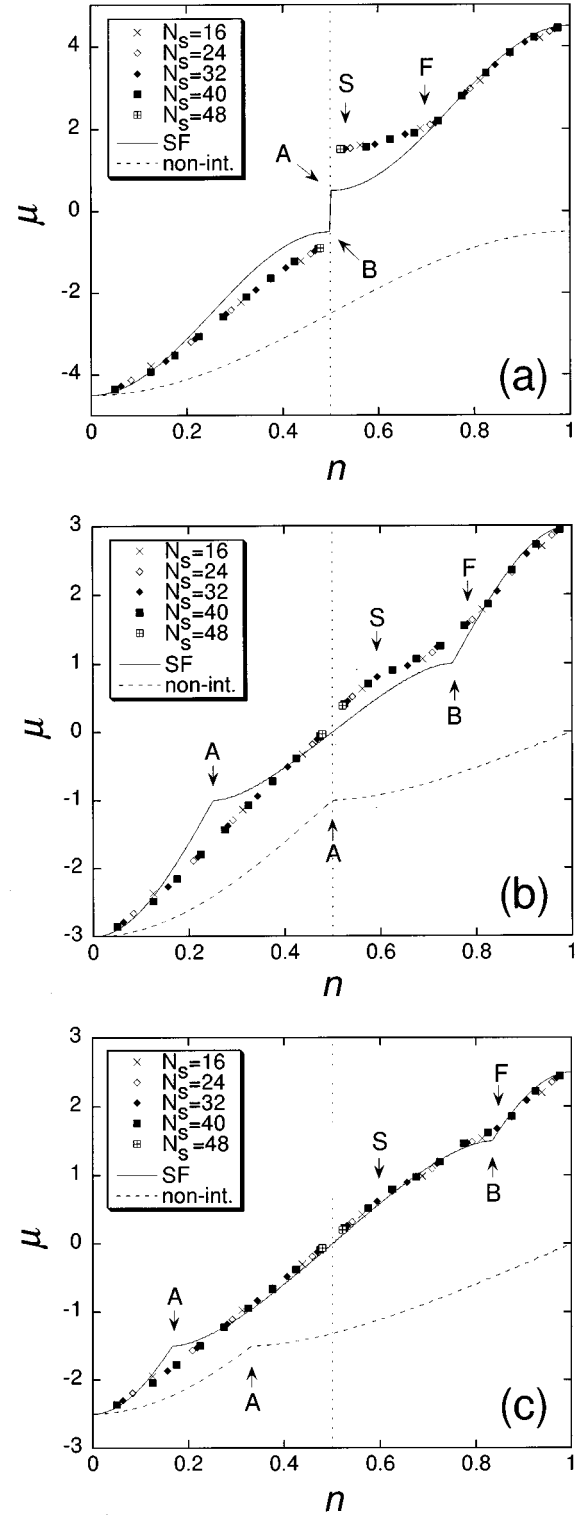 4
2
0
-2
-4
μ
N_S=16
N_S=24
N_S=32
N_S=40
N_S=48
SF
non-int.
A
S
F
B
(a)
0
0.2
0.4
0.6
0.8
1
n
3
2
1
0
-1
-2
-3
μ
N_S=16
N_S=24
N_S=32
N_S=40
N_S=48
SF
non-int.
S
F
A
B
A
(b)
0
0.2
0.4
0.6
0.8
1
n
3
2
1
0
-1
-2
-3
μ
N_S=16
N_S=24
N_S=32
N_S=40
N_S=48
SF
non-int.
F
S
B
A
A
(c)
0
0.2
0.4
0.6
0.8
1
n